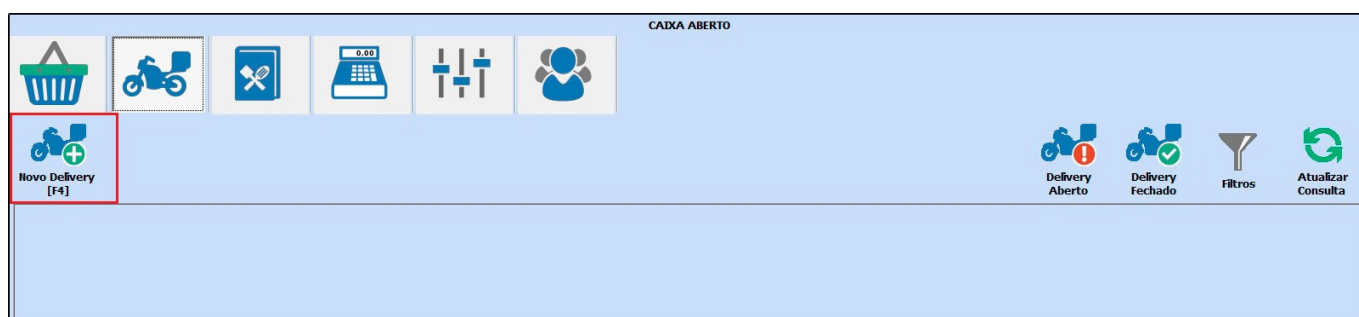 CAIXA ABERTO
0.00
Novo Delivery
[F4]
Delivery
Aberto
Delivery
Fechado
Filtros
Atualizar
Consulta